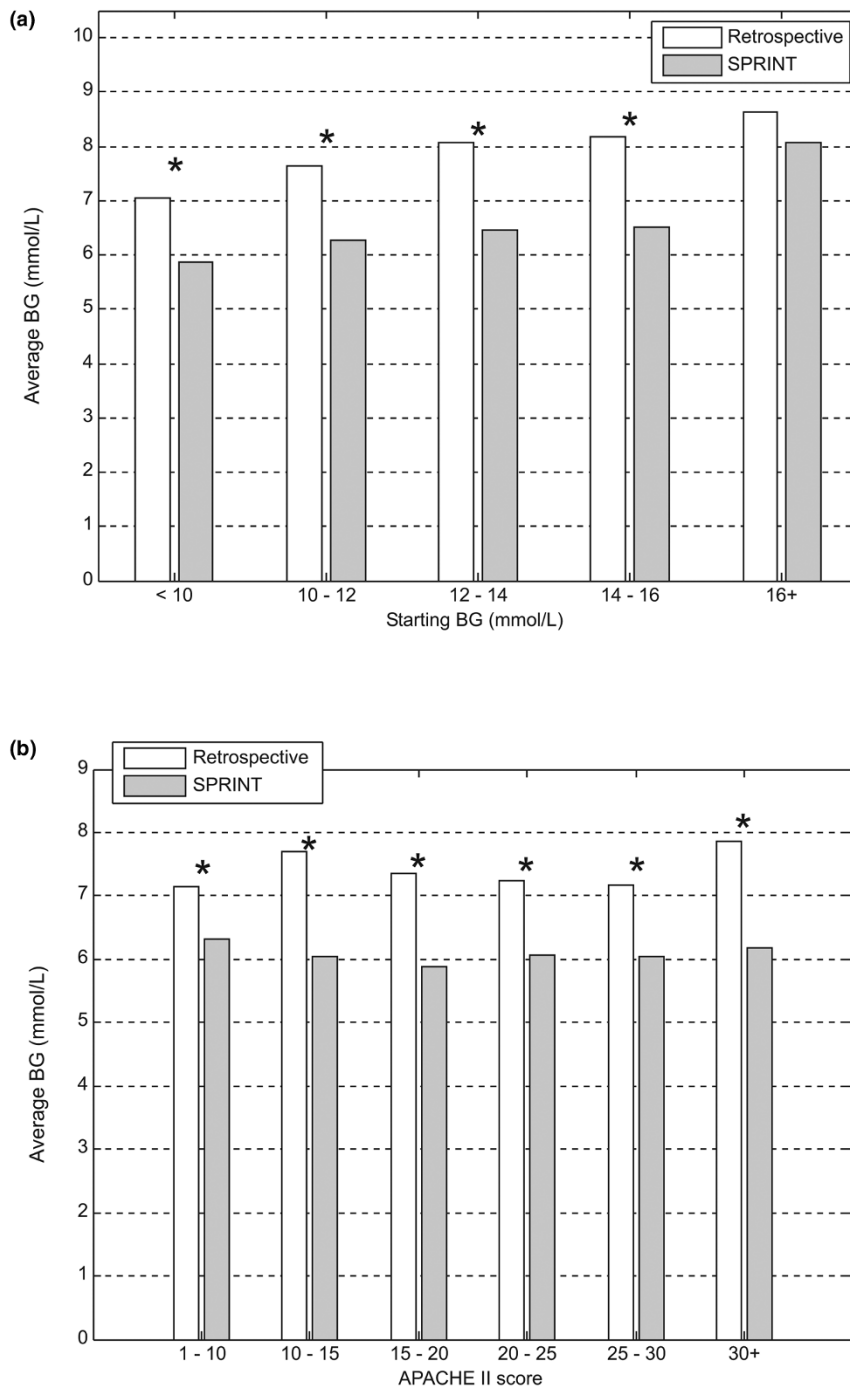 (a)
Retrospective
SPRINT
10
9
8
7
6
5
4
3
2
1
0
* * * *
Average BG (mmol/L)
< 10 10 - 12 12 - 14 14 - 16 16+
Starting BG (mmol/L)
(b)
Retrospective
SPRINT
9
8
7
6
5
4
3
2
1
0
* * * * * *
Average BG (mmol/L)
1 - 10 10 - 15 15 - 20 20 - 25 25 - 30 30+
APACHE II score